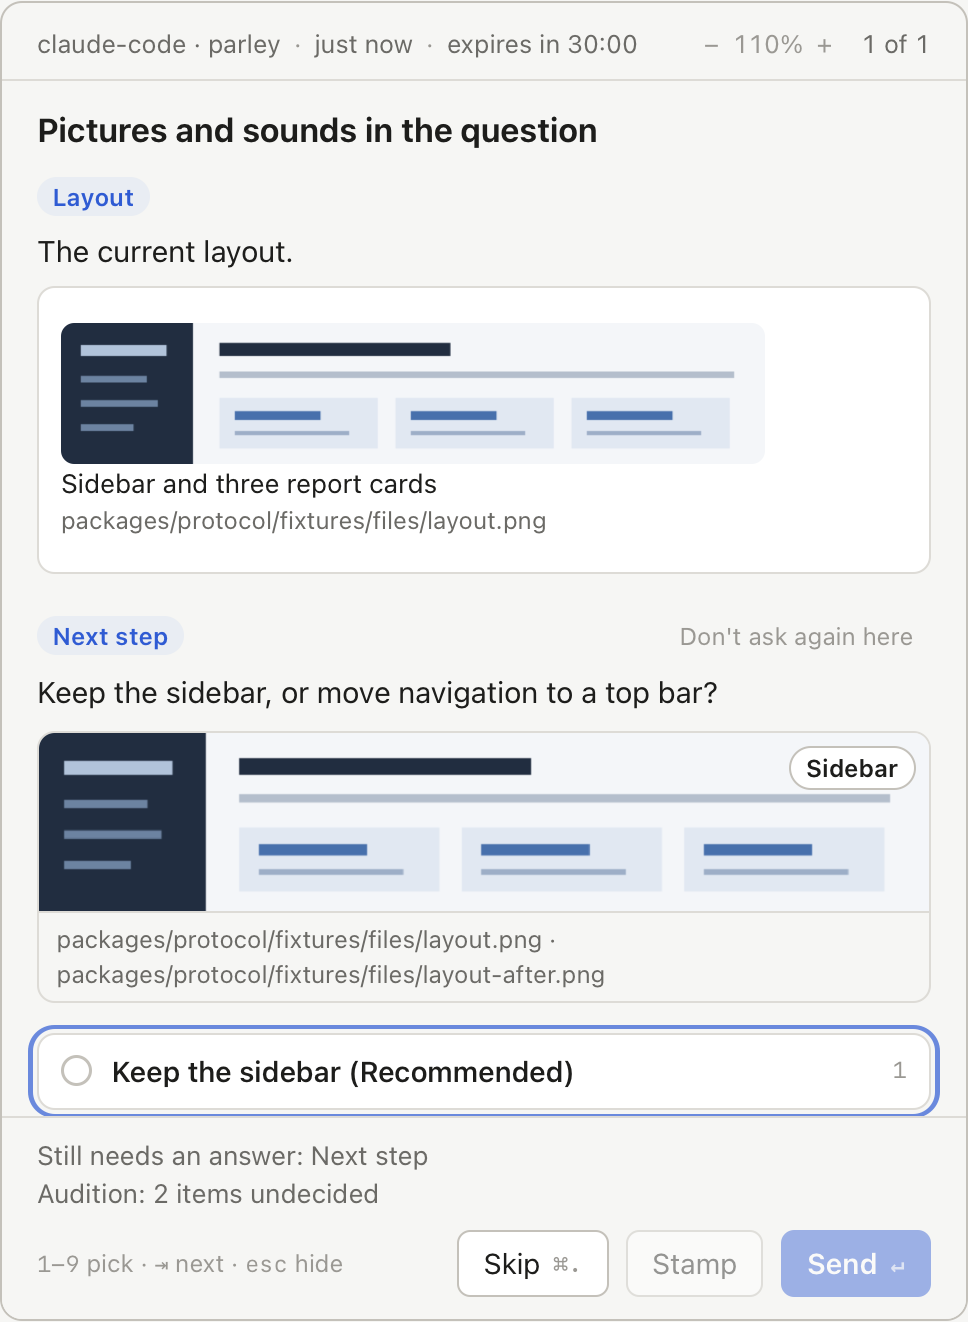 claude-code · parley · just now · expires in 30:00 − 110% + 1 of 1
Pictures and sounds in the question
Layout
The current layout.
Sidebar and three report cards
packages/protocol/fixtures/files/layout.png
Next step Don't ask again here
Keep the sidebar, or move navigation to a top bar?
Sidebar
packages/protocol/fixtures/files/layout.png ·
packages/protocol/fixtures/files/layout-after.png
Keep the sidebar (Recommended) 1
Still needs an answer: Next step
Audition: 2 items undecided
1–9 pick · ⇥ next · esc hide Skip ⌘. Stamp Send ↵